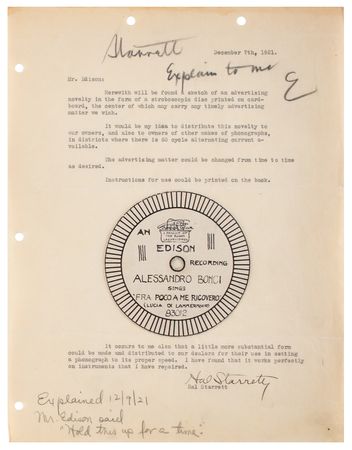 Starrett
December 7th, 1921.
Explain to me
E
Mr. Edison:
Herewith will be found a sketch of an advertising
novelty in the form of a stroboscopic disc printed on card-
board, the center of which may carry any timely advertising
matter we wish.
It would be my idea to distribute this novelty to
our owners, and also to owners of other makes of phonographs,
in districts where there is 60 cycle alternating current a-
vailable.
The advertising matter could be changed from time to time
as desired.
Instructions for use could be printed on the back.
AN
EDISON
RECORDING
ALESSANDRO BONCI
SINGS
FRA POCO A ME RICOVERO
(LUCIA DI LAMMERMOOR)
83012
It occurs to me also that a little more substantial form
could be made and distributed to our dealers for their use in setting
a phonograph to its proper speed. I have found that it works perfectly
on instruments that I have repaired.
Hal Starrett
Hal Starrett
Explained 12/9/21
Mr. Edison said
"Hold this up for a time."